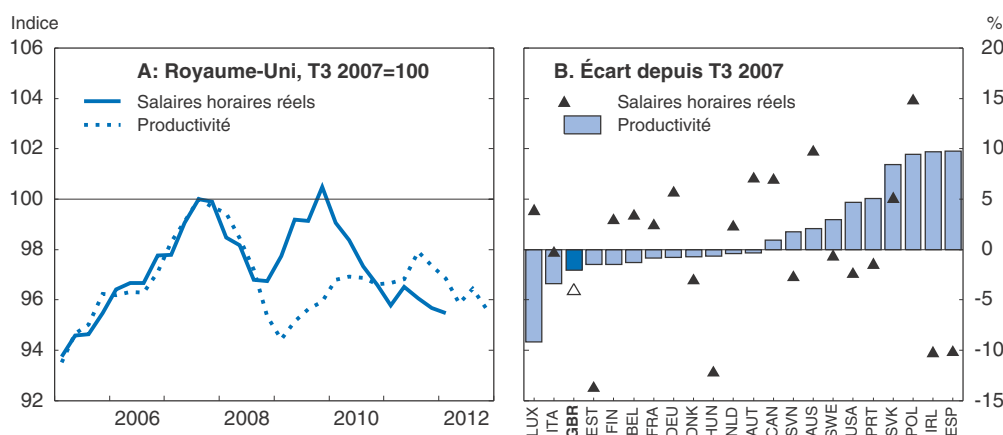 Indice
106
104
102
100
98
96
94
92
A: Royaume-Uni, T3 2007=100
Salaires horaires réels
Productivité
2006
2008
2010
2012
%
20
15
10
5
0
-5
-10
-15
B. Écart depuis T3 2007
Salaires horaires réels
Productivité
LUX
ITA
GBR
EST
FIN
BEL
FRA
DEU
DNK
HUN
NLD
AUT
CAN
SVN
AUS
SWE
USA
PRT
SVK
POL
IRL
ESP